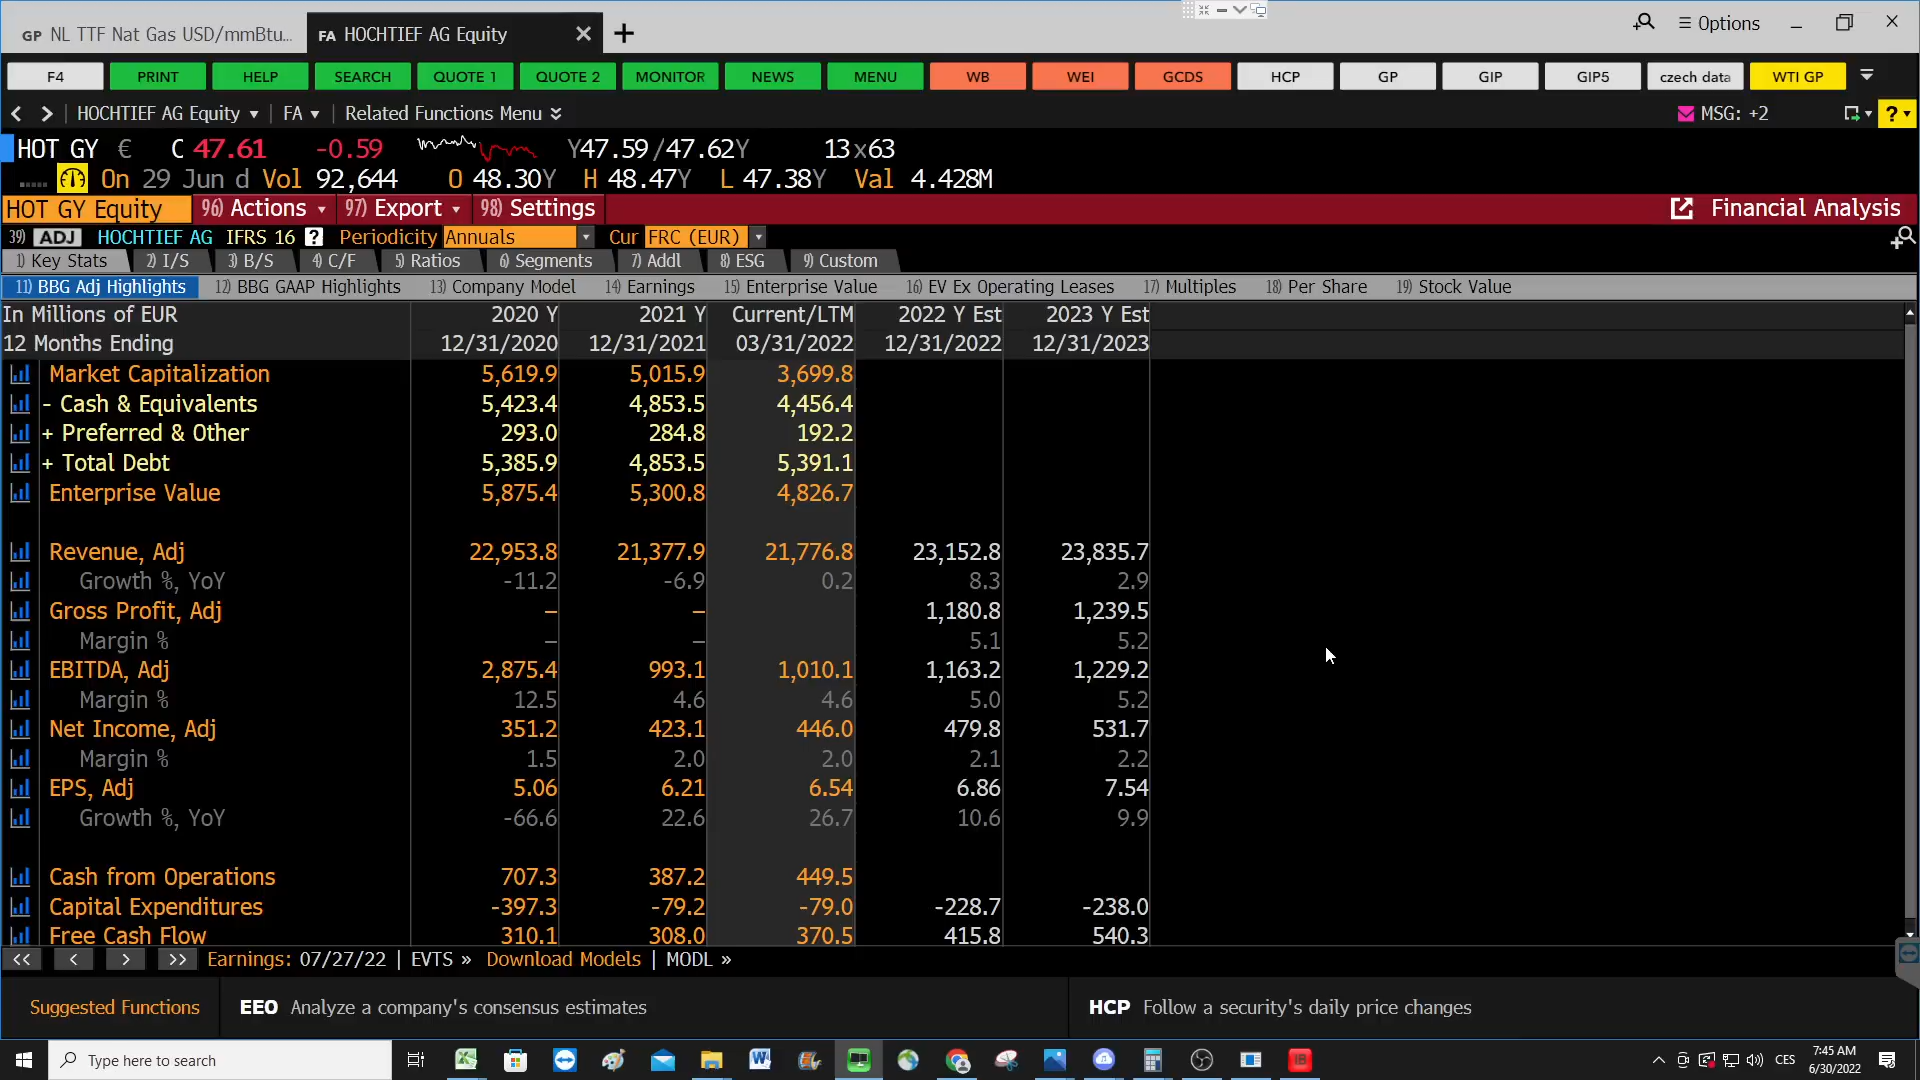 GP NL TTF Nat Gas USD/mmBtu... FA HOCHTIEF AG Equity Options
F4 PRINT HELP SEARCH QUOTE 1 QUOTE 2 MONITOR NEWS MENU WB WEI GCDS HCP GP GIP GIP5 czech data WTI GP
HOCHTIEF AG Equity FA Related Functions Menu MSG: +2 ?
HOT GY € C 47.61 -0.59 Y47.59/47.62Y 13x63
On 29 Jun d Vol 92,644 O 48.30Y H 48.47Y L 47.38Y Val 4.428M
HOT GY Equity 96) Actions 97) Export 98) Settings Financial Analysis
39) ADJ HOCHTIEF AG IFRS 16 ? Periodicity Annuals Cur FRC (EUR)
1) Key Stats 2) I/S 3) B/S 4) C/F 5) Ratios 6) Segments 7) Addl 8) ESG 9) Custom
11) BBG Adj Highlights 12) BBG GAAP Highlights 13) Company Model 14) Earnings 15) Enterprise Value 16) EV Ex Operating Leases 17) Multiples 18) Per Share 19) Stock Value
In Millions of EUR 2020 Y 2021 Y Current/LTM 2022 Y Est 2023 Y Est
12 Months Ending 12/31/2020 12/31/2021 03/31/2022 12/31/2022 12/31/2023
Market Capitalization 5,619.9 5,015.9 3,699.8
- Cash & Equivalents 5,423.4 4,853.5 4,456.4
+ Preferred & Other 293.0 284.8 192.2
+ Total Debt 5,385.9 4,853.5 5,391.1
Enterprise Value 5,875.4 5,300.8 4,826.7
Revenue, Adj 22,953.8 21,377.9 21,776.8 23,152.8 23,835.7
Growth %, YoY -11.2 -6.9 0.2 8.3 2.9
Gross Profit, Adj – – 1,180.8 1,239.5
Margin % – – 5.1 5.2
EBITDA, Adj 2,875.4 993.1 1,010.1 1,163.2 1,229.2
Margin % 12.5 4.6 4.6 5.0 5.2
Net Income, Adj 351.2 423.1 446.0 479.8 531.7
Margin % 1.5 2.0 2.0 2.1 2.2
EPS, Adj 5.06 6.21 6.54 6.86 7.54
Growth %, YoY -66.6 22.6 26.7 10.6 9.9
Cash from Operations 707.3 387.2 449.5
Capital Expenditures -397.3 -79.2 -79.0 -228.7 -238.0
Free Cash Flow 310.1 308.0 370.5 415.8 540.3
<< < > >> Earnings: 07/27/22 | EVTS » Download Models | MODL »
Suggested Functions EEO Analyze a company's consensus estimates HCP Follow a security's daily price changes
Type here to search CES 7:45 AM
6/30/2022